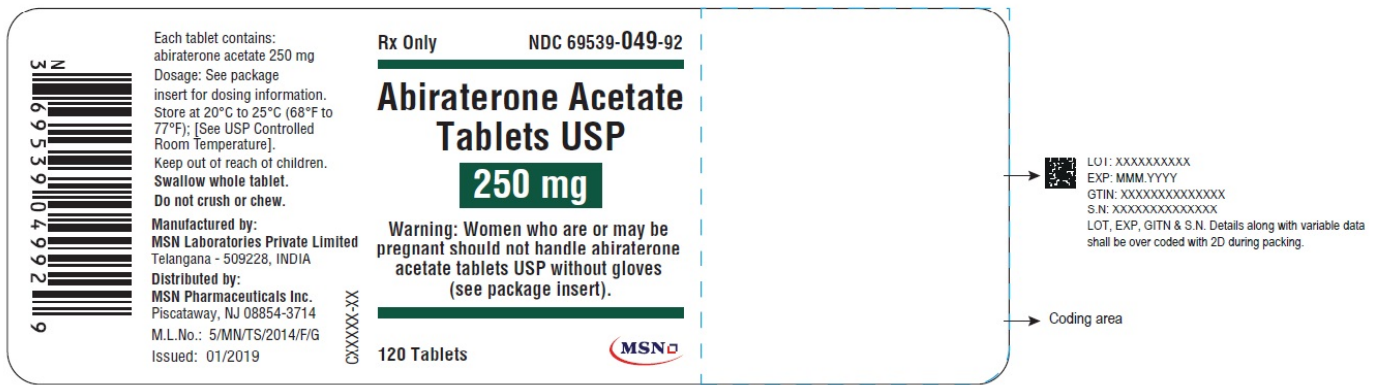 3
N
69539
04992
9
Each tablet contains:
abiraterone acetate 250 mg
Dosage: See package
insert for dosing information.
Store at 20°C to 25°C (68°F to
77°F); [See USP Controlled
Room Temperature].
Keep out of reach of children.
Swallow whole tablet.
Do not crush or chew.
Manufactured by:
MSN Laboratories Private Limited
Telangana - 509228, INDIA
Distributed by:
MSN Pharmaceuticals Inc.
Piscataway, NJ 08854-3714
M.L.No.: 5/MN/TS/2014/F/G
Issued: 01/2019
CXXXXX-XX
Rx Only NDC 69539-049-92
Abiraterone Acetate
Tablets USP
250 mg
Warning: Women who are or may be
pregnant should not handle abiraterone
acetate tablets USP without gloves
(see package insert).
120 Tablets
MSN
LOT: XXXXXXXXXX
EXP: MMM.YYYY
GTIN: XXXXXXXXXXXXXX
S.N: XXXXXXXXXXXXXX
LOT, EXP, GITN & S.N. Details along with variable data
shall be over coded with 2D during packing.
Coding area